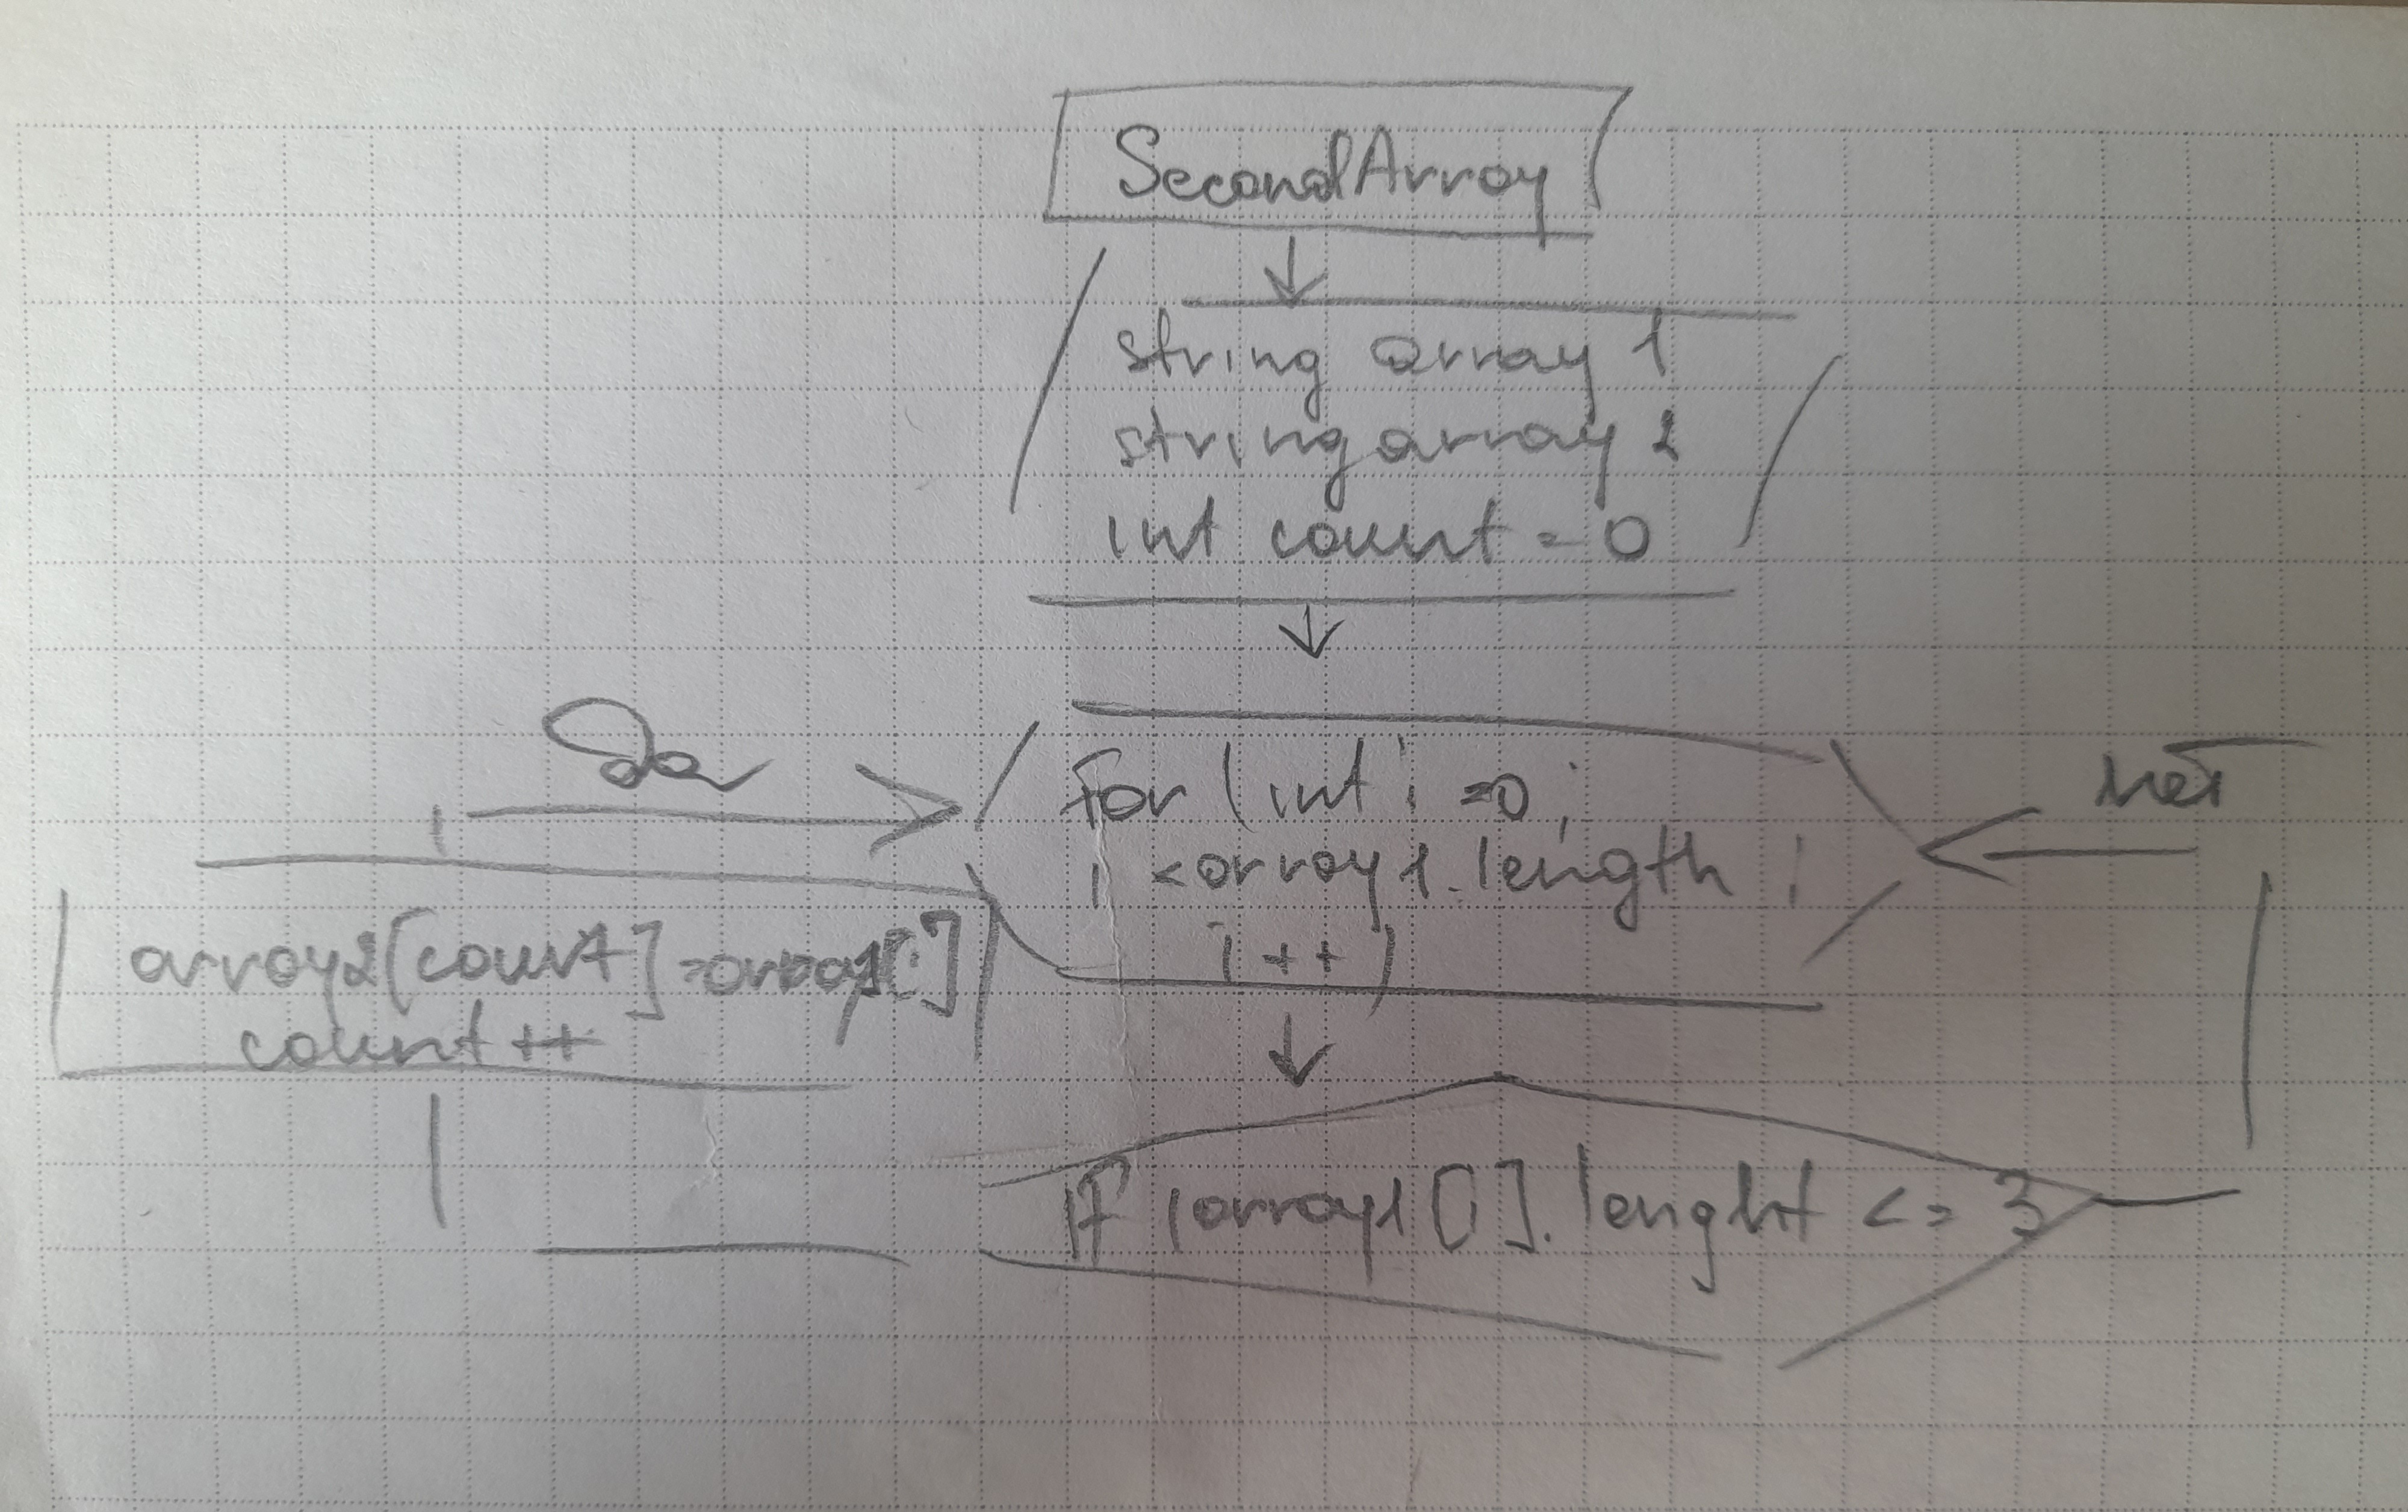 SecondArray
string array 1
string array 2
int count = 0
да
for (int i = 0;
i < array1.length;
i++)
нет
array2[count] = array1[i]
count ++
if (array1[i].lenght <= 3